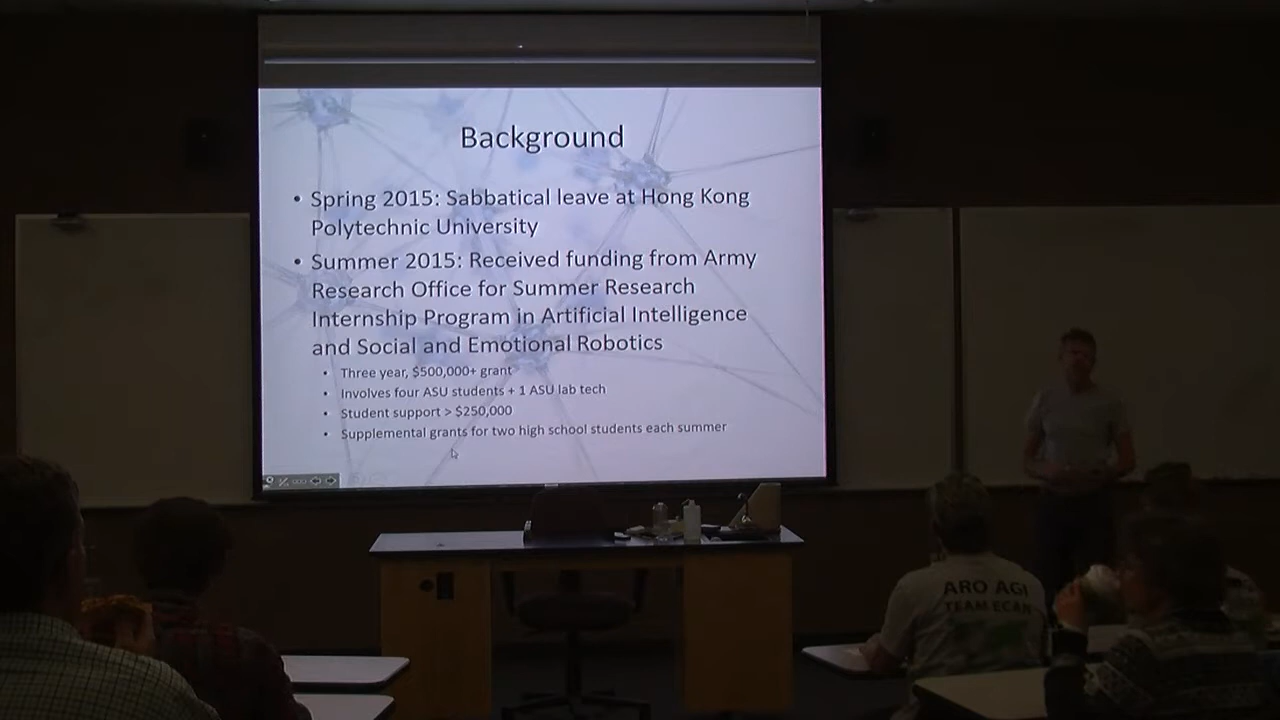 Background
• Spring 2015: Sabbatical leave at Hong Kong
Polytechnic University
• Summer 2015: Received funding from Army
Research Office for Summer Research
Internship Program in Artificial Intelligence
and Social and Emotional Robotics
• Three year, $500,000+ grant
• Involves four ASU students + 1 ASU lab tech
• Student support > $250,000
• Supplemental grants for two high school students each summer
ARO AGI
TEAM ECAN